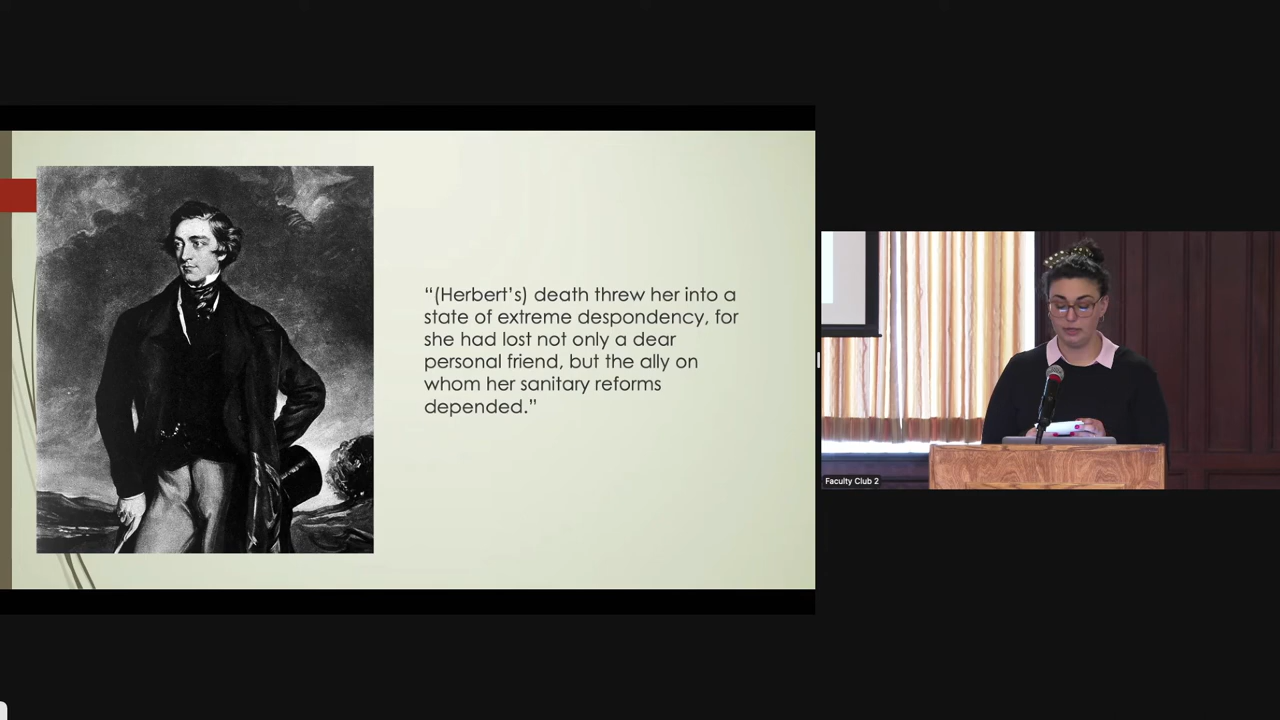 “(Herbert’s) death threw her into a
state of extreme despondency, for
she had lost not only a dear
personal friend, but the ally on
whom her sanitary reforms
depended.”
Faculty Club 2